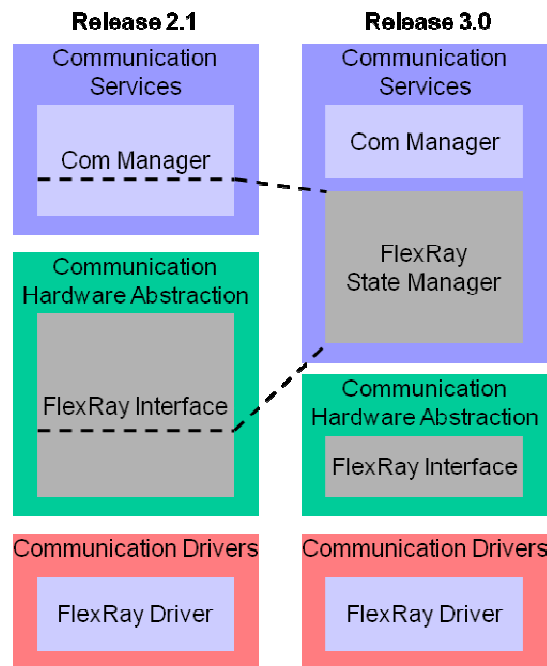 Release 2.1
Communication
Services
Com Manager
Communication
Hardware Abstraction
FlexRay Interface
Communication Drivers
FlexRay Driver
Release 3.0
Communication
Services
Com Manager
FlexRay
State Manager
Communication
Hardware Abstraction
FlexRay Interface
Communication Drivers
FlexRay Driver